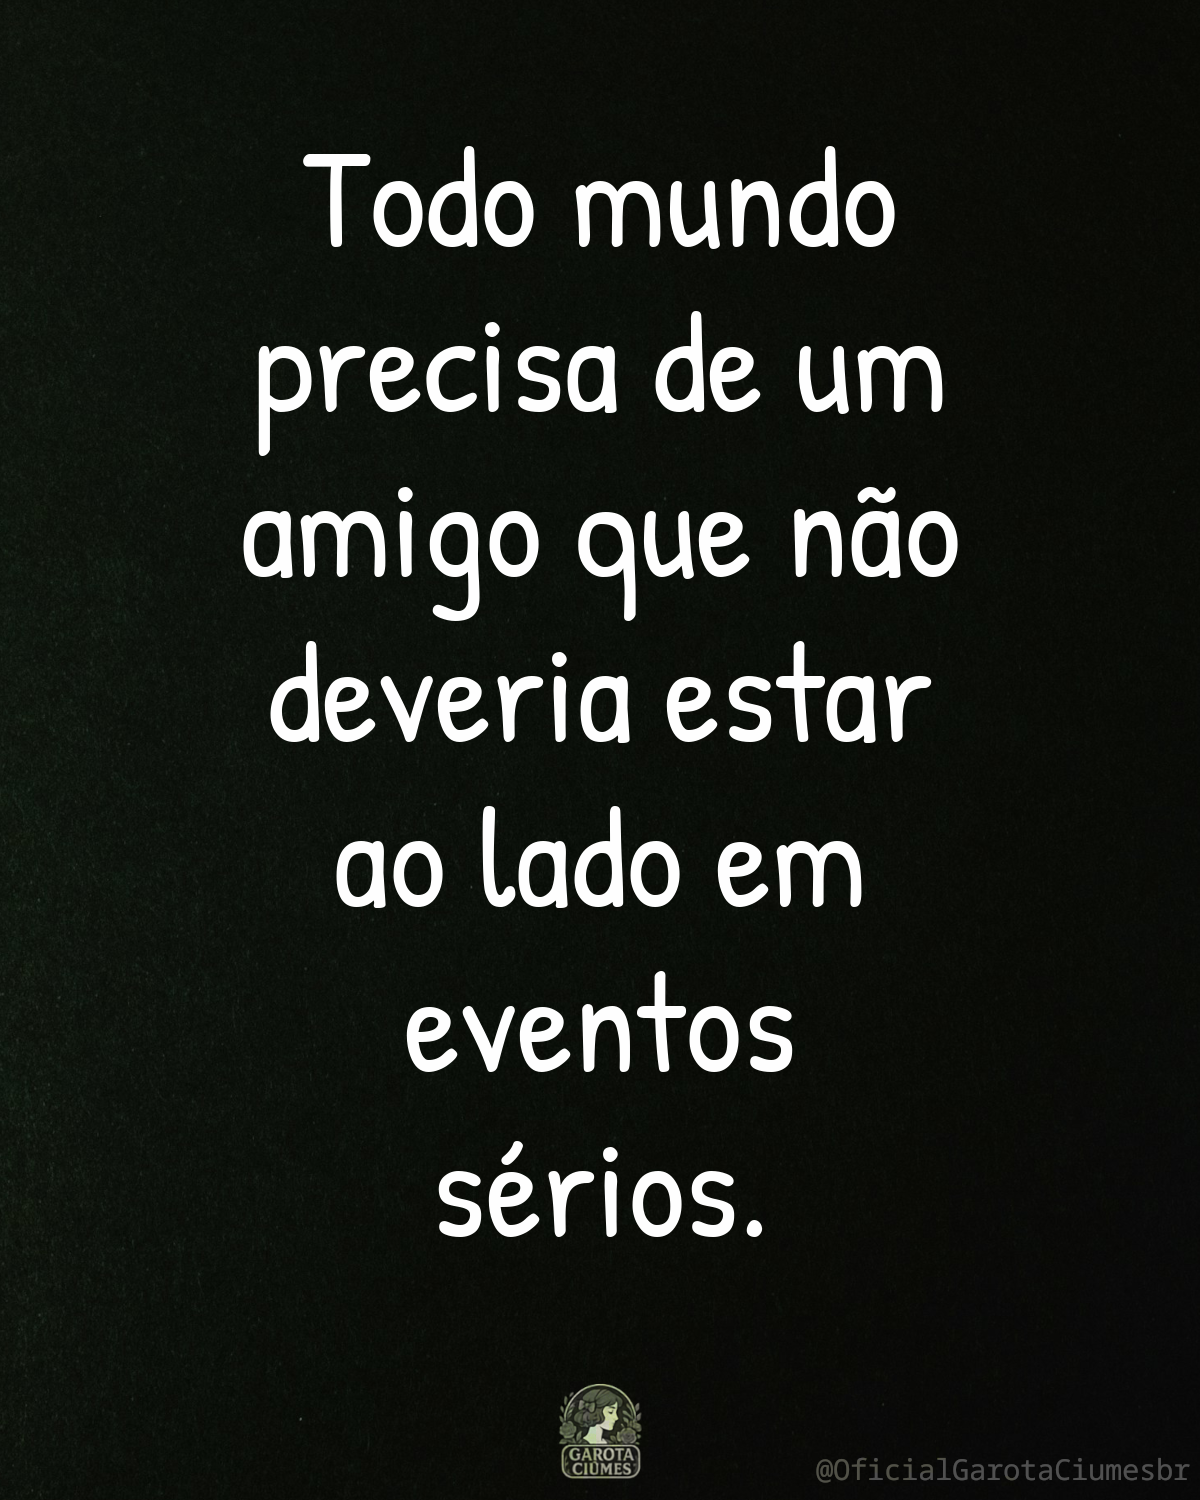 Todo mundo
precisa de um
amigo que não
deveria estar
ao lado em
eventos
sérios.
GAROTA
CIÚMES
@OficialGarotaCiumesbr